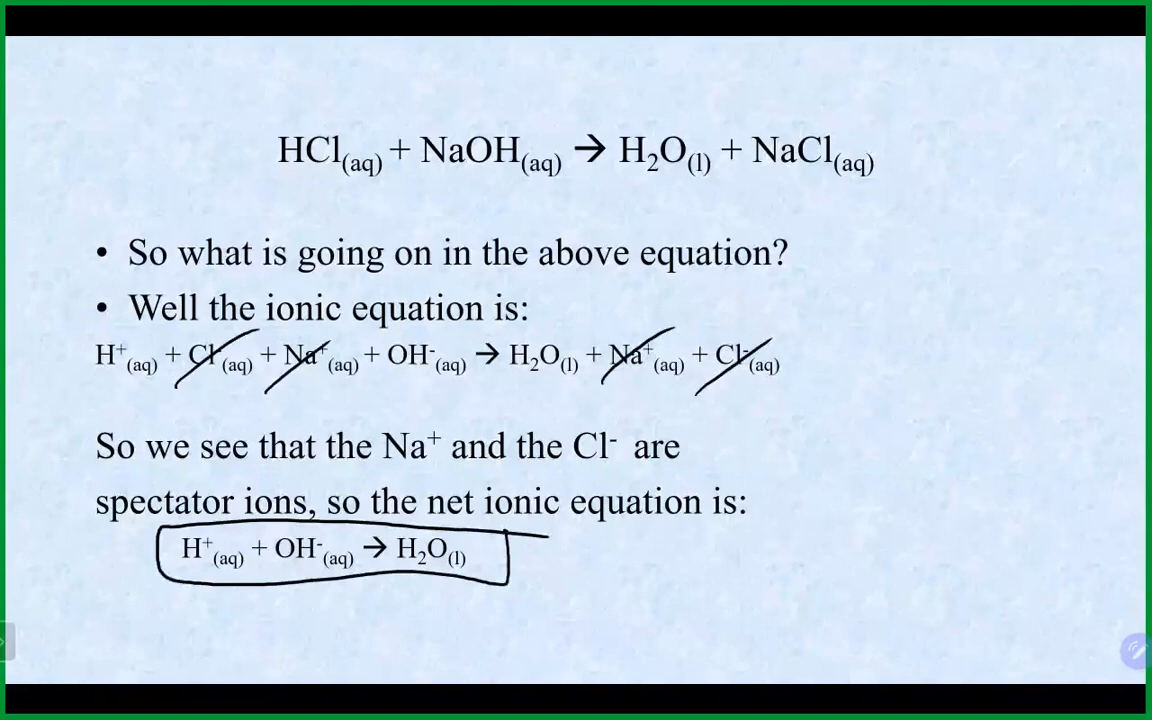 HCl(aq) + NaOH(aq) → H₂O(l) + NaCl(aq)
• So what is going on in the above equation?
• Well the ionic equation is:
H⁺(aq) + Cl⁻(aq) + Na⁺(aq) + OH⁻(aq) → H₂O(l) + Na⁺(aq) + Cl⁻(aq)
So we see that the Na⁺ and the Cl⁻ are
spectator ions, so the net ionic equation is:
H⁺(aq) + OH⁻(aq) → H₂O(l)